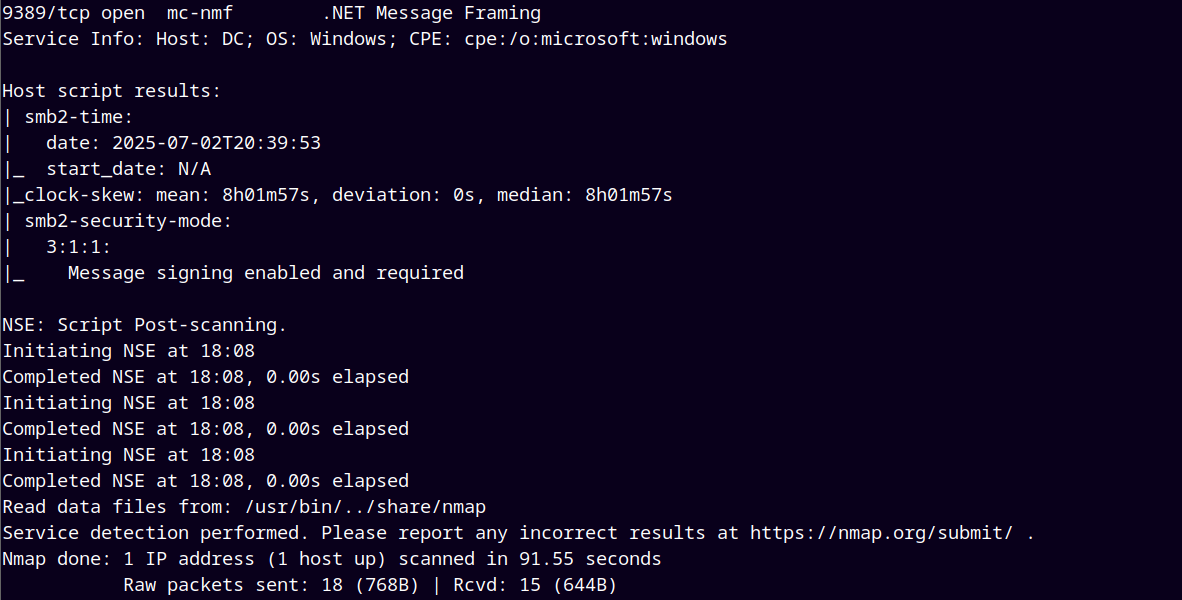 9389/tcp open  mc-nmf        .NET Message Framing
Service Info: Host: DC; OS: Windows; CPE: cpe:/o:microsoft:windows

Host script results:
| smb2-time:
|   date: 2025-07-02T20:39:53
|_  start_date: N/A
|_clock-skew: mean: 8h01m57s, deviation: 0s, median: 8h01m57s
| smb2-security-mode:
|   3:1:1:
|_    Message signing enabled and required

NSE: Script Post-scanning.
Initiating NSE at 18:08
Completed NSE at 18:08, 0.00s elapsed
Initiating NSE at 18:08
Completed NSE at 18:08, 0.00s elapsed
Initiating NSE at 18:08
Completed NSE at 18:08, 0.00s elapsed
Read data files from: /usr/bin/../share/nmap
Service detection performed. Please report any incorrect results at https://nmap.org/submit/ .
Nmap done: 1 IP address (1 host up) scanned in 91.55 seconds
           Raw packets sent: 18 (768B) | Rcvd: 15 (644B)